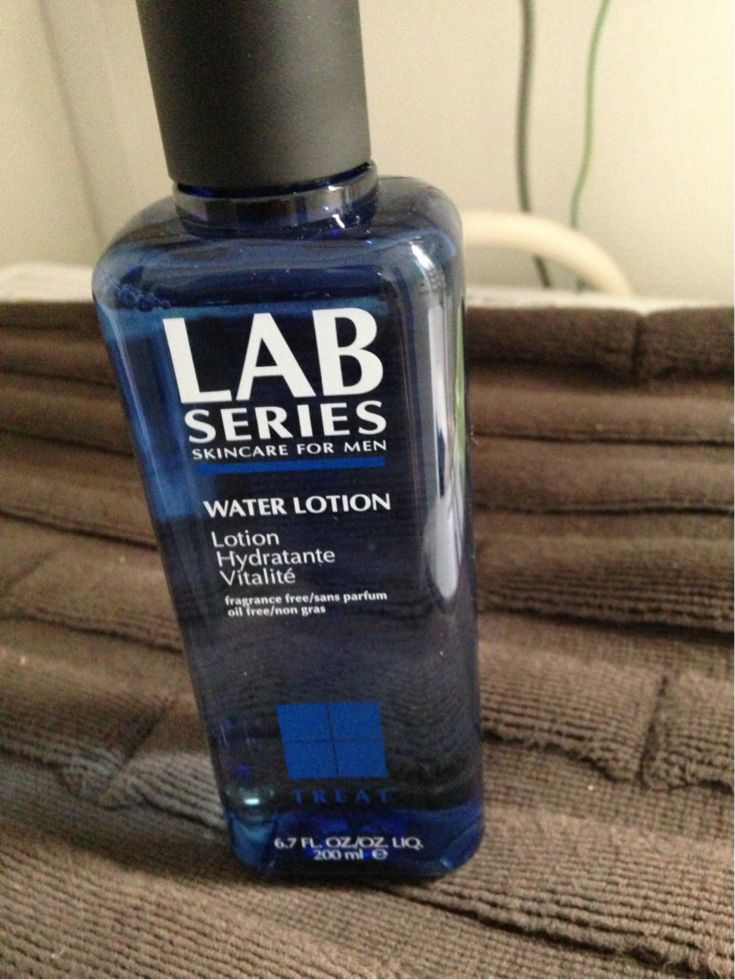 LAB
SERIES
SKINCARE FOR MEN
WATER LOTION
Lotion
Hydratante
Vitalité
fragrance free/sans parfum
oil free/non gras
TREAT
6.7 FL. OZ./OZ. LIQ.
200 ml ℮